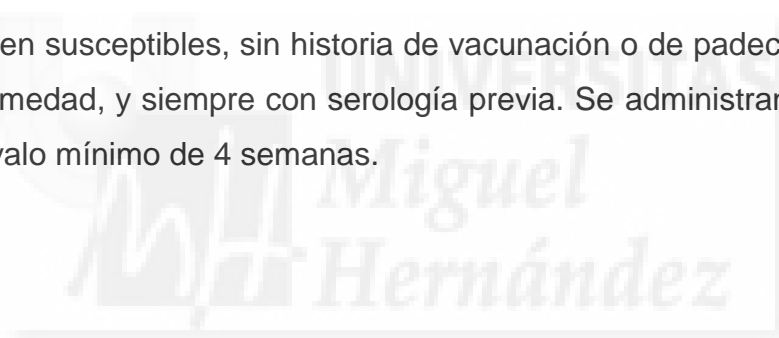 en susceptibles, sin historia de vacunación o de padec
medad, y siempre con serología previa. Se administrar
valo mínimo de 4 semanas.
UNIVERSITAS
Miguel
Hernández